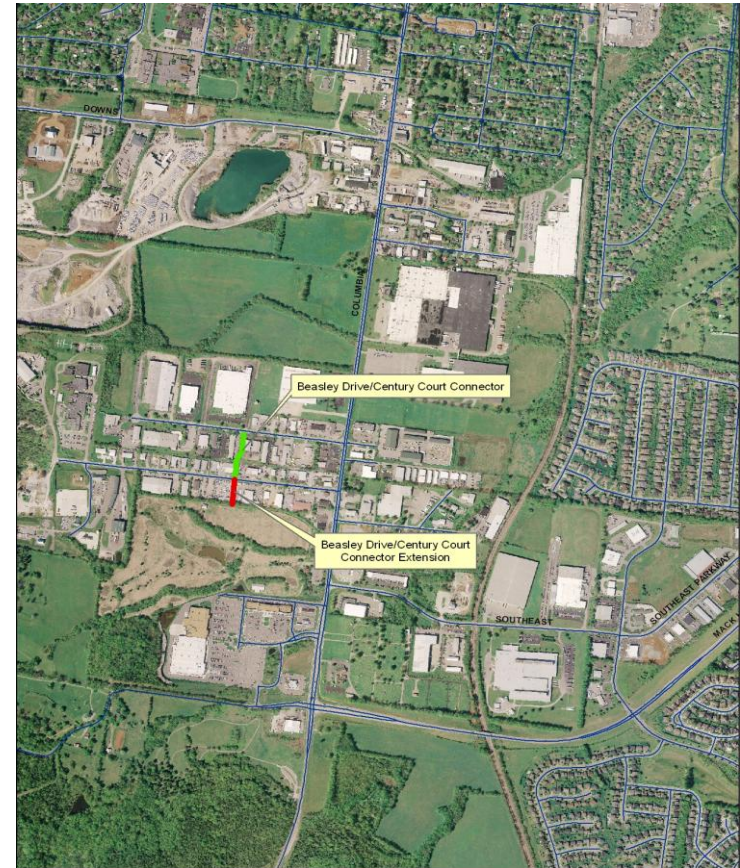 DOWNS
COLUMBIA
Beasley Drive/Century Court Connector
Beasley Drive/Century Court
Connector Extension
SOUTHEAST
SOUTHEAST PARKWAY
MACK